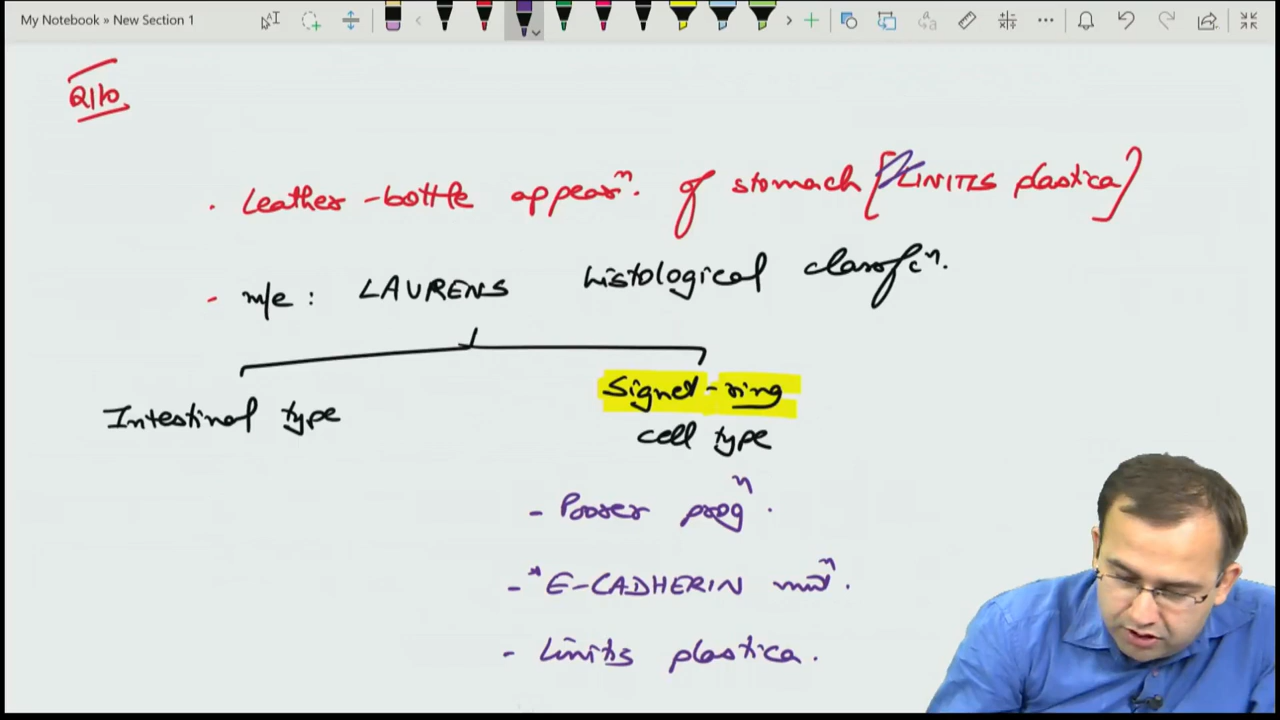 My Notebook » New Section 1
Q110
. Leather-bottle appearⁿ. of stomach [LINITIS plastica]
- m/e : LAURENS histological classfcⁿ.
Intestinal type
Signet-ring
cell type
- Poorer progⁿ.
- *E-CADHERIN mutⁿ.
- Linitis plastica.